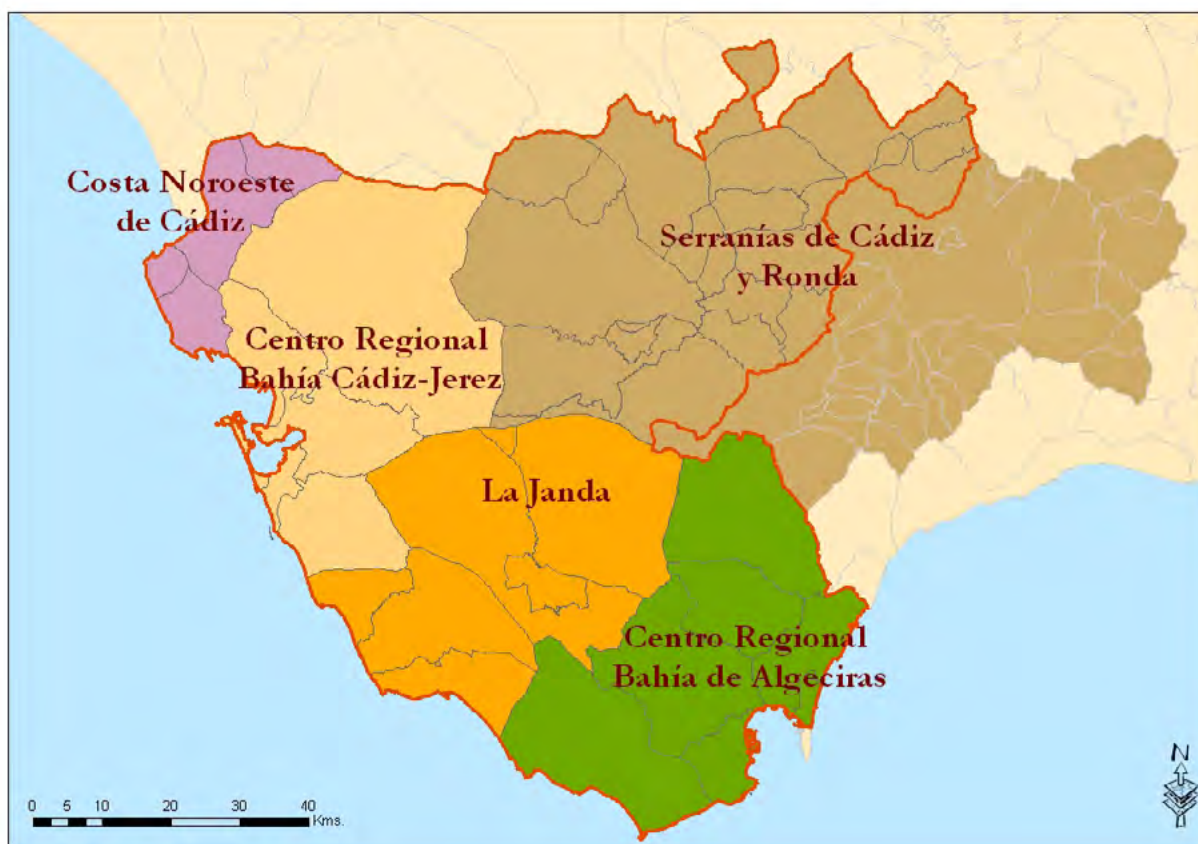 Costa Noroeste
de Cádiz
Serranías de Cádiz
y Ronda
Centro Regional
Bahía Cádiz-Jerez
La Janda
Centro Regional
Bahía de Algeciras
N
0 5 10 20 30 40
Kms.